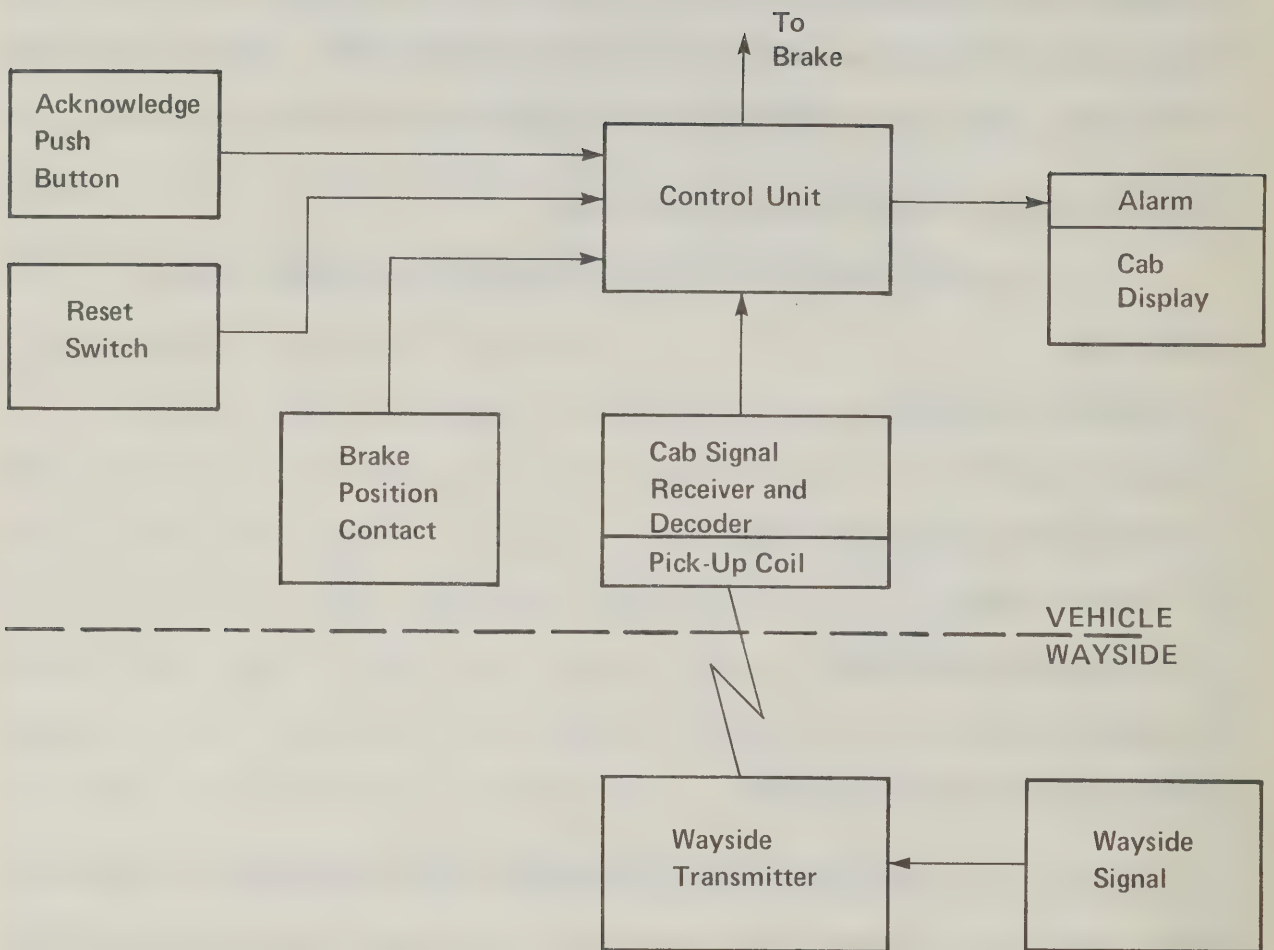 To
Brake
Acknowledge
Push
Button
Control Unit
Alarm
Cab
Display
Reset
Switch
Brake
Position
Contact
Cab Signal
Receiver and
Decoder
Pick-Up Coil
VEHICLE
WAYSIDE
Wayside
Transmitter
Wayside
Signal